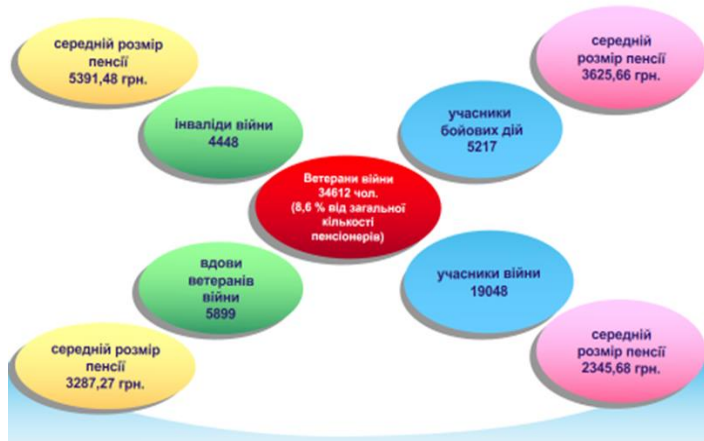 середній розмір
пенсії
5391,48 грн.
середній
розмір пенсії
3625,66 грн.
інваліди війни
4448
учасники
бойових дій
5217
Ветерани війни
34612 чол.
(8,6 % від загальної
кількості
пенсіонерів)
вдови
ветеранів
війни
5899
учасники війни
19048
середній розмір
пенсії
3287,27 грн.
середній
розмір пенсії
2345,68 грн.